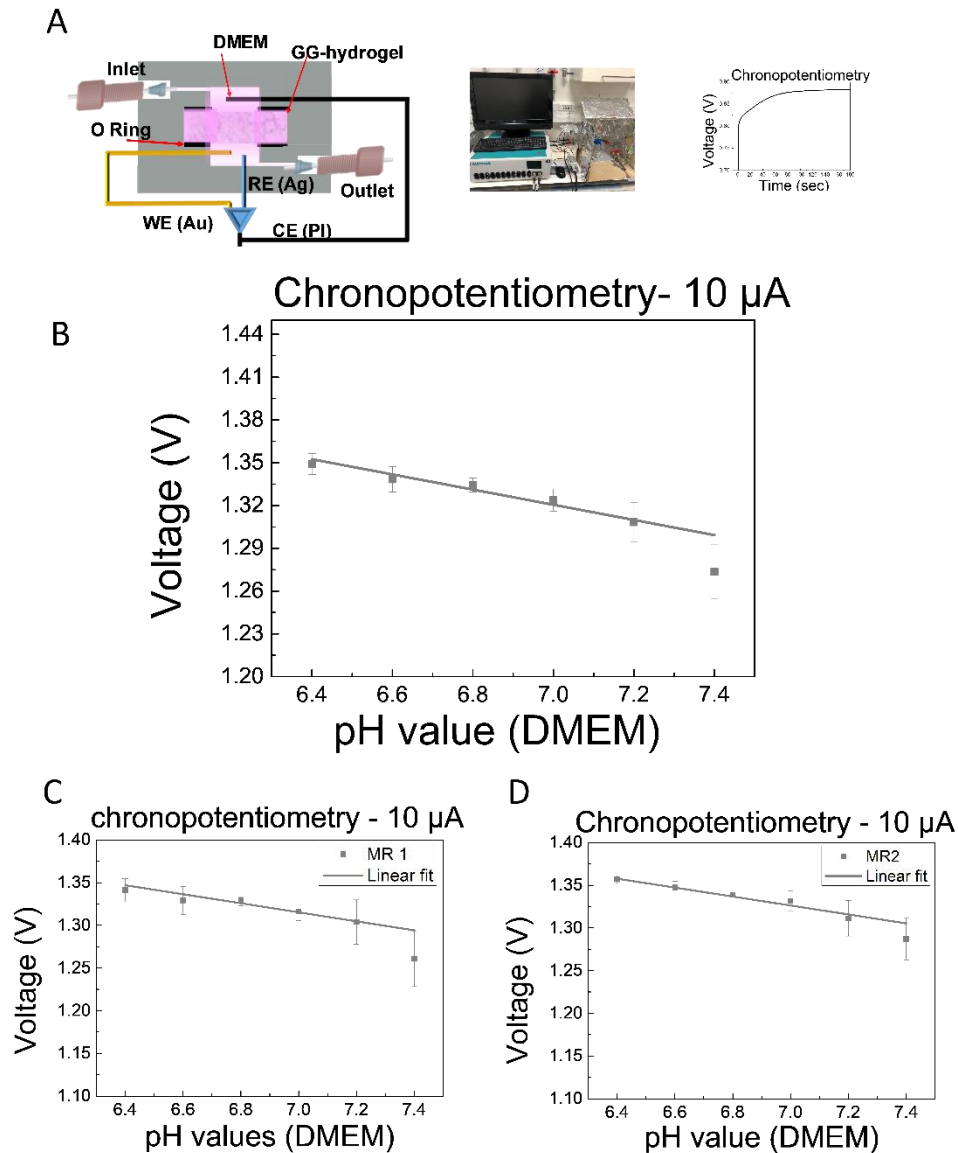 A
DMEM
GG-hydrogel
Inlet
O Ring
RE (Ag)
Outlet
WE (Au)
CE (Pl)
Chronopotentiometry
Voltage (V)
Time (sec)
Chronopotentiometry- 10 µA
B
1.44
1.41
1.38
1.35
1.32
1.29
1.26
1.23
1.20
Voltage (V)
6.4 6.6 6.8 7.0 7.2 7.4
pH value (DMEM)
C
chronopotentiometry - 10 µA
MR 1
Linear fit
1.40
1.35
1.30
1.25
1.20
1.15
1.10
Voltage (V)
6.4 6.6 6.8 7.0 7.2 7.4
pH values (DMEM)
D
Chronopotentiometry - 10 µA
MR2
Linear fit
1.40
1.35
1.30
1.25
1.20
1.15
1.10
Voltage (V)
6.4 6.6 6.8 7.0 7.2 7.4
pH value (DMEM)